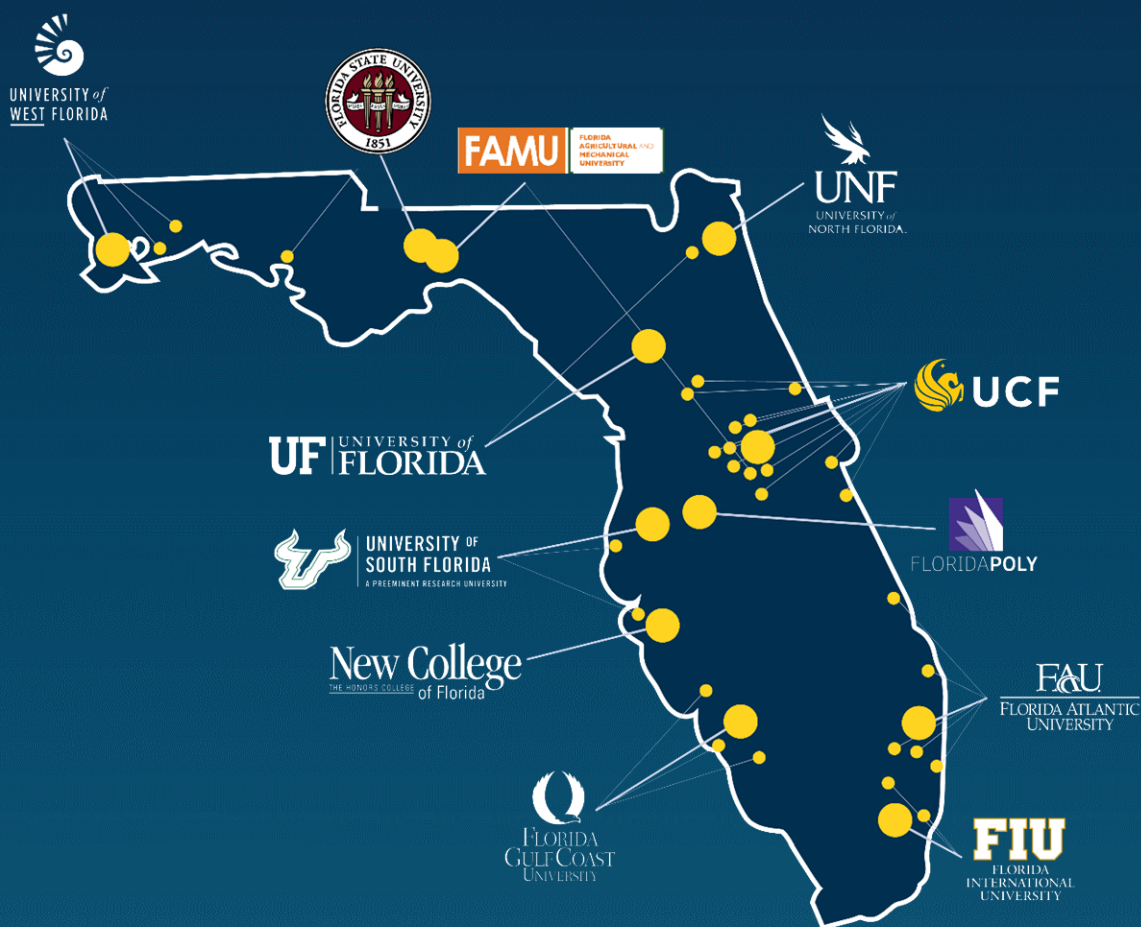 UNIVERSITY of
WEST FLORIDA
FLORIDA STATE UNIVERSITY
1851
FAMU
FLORIDA
AGRICULTURAL AND
MECHANICAL
UNIVERSITY
UNF
UNIVERSITY of
NORTH FLORIDA.
UCF
UF
UNIVERSITY of
FLORIDA
UNIVERSITY OF
SOUTH FLORIDA
A PREEMINENT RESEARCH UNIVERSITY
FLORIDAPOLY
New College
THE HONORS COLLEGE of Florida
FAU
FLORIDA ATLANTIC
UNIVERSITY
FLORIDA
GULF COAST
UNIVERSITY
FIU
FLORIDA
INTERNATIONAL
UNIVERSITY